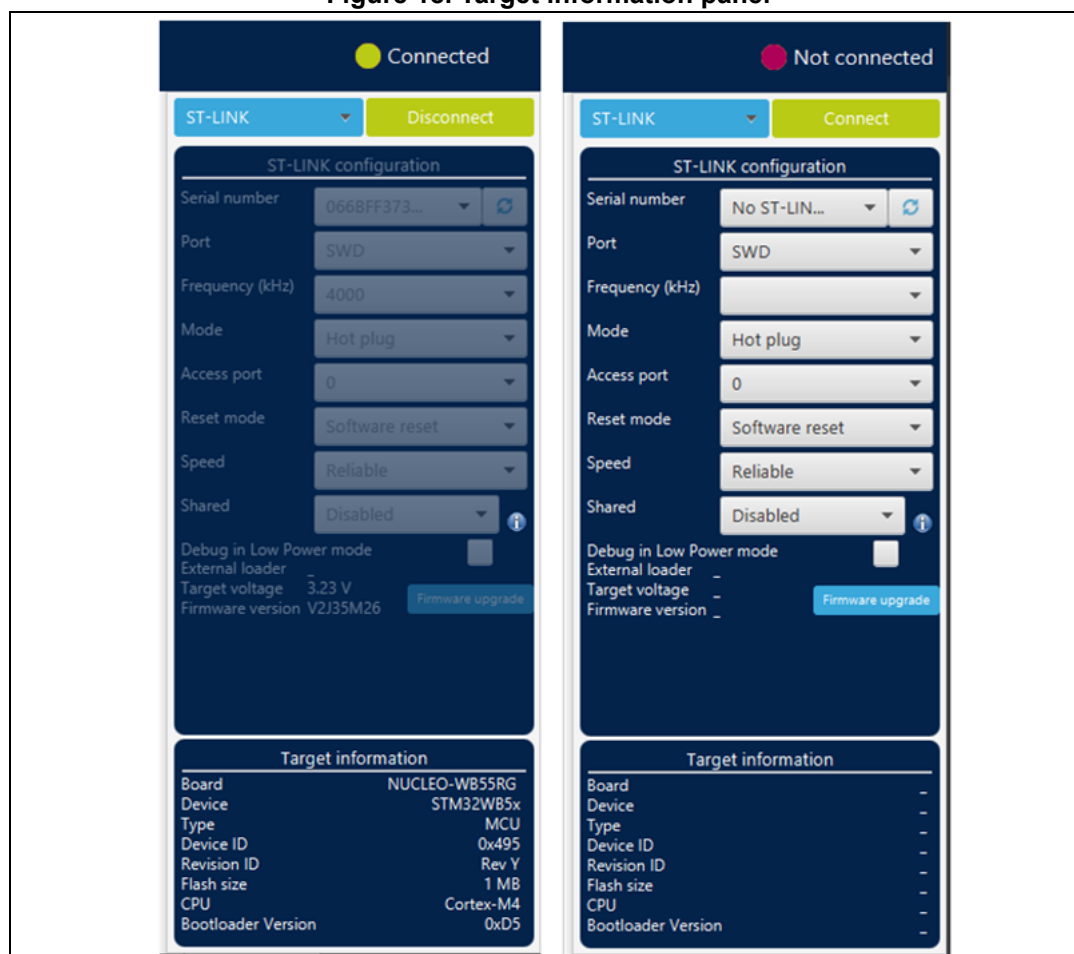 Connected
ST-LINK Disconnect
ST-LINK configuration
Serial number 066BFF373...
Port SWD
Frequency (kHz) 4000
Mode Hot plug
Access port 0
Reset mode Software reset
Speed Reliable
Shared Disabled
Debug in Low Power mode
External loader _
Target voltage 3.23 V
Firmware version V2J35M26 Firmware upgrade
Target information
Board NUCLEO-WB55RG
Device STM32WB5x
Type MCU
Device ID 0x495
Revision ID Rev Y
Flash size 1 MB
CPU Cortex-M4
Bootloader Version 0xD5
Not connected
ST-LINK Connect
ST-LINK configuration
Serial number No ST-LIN...
Port SWD
Frequency (kHz)
Mode Hot plug
Access port 0
Reset mode Software reset
Speed Reliable
Shared Disabled
Debug in Low Power mode
External loader _
Target voltage _
Firmware version _ Firmware upgrade
Target information
Board _
Device _
Type _
Device ID _
Revision ID _
Flash size _
CPU _
Bootloader Version _